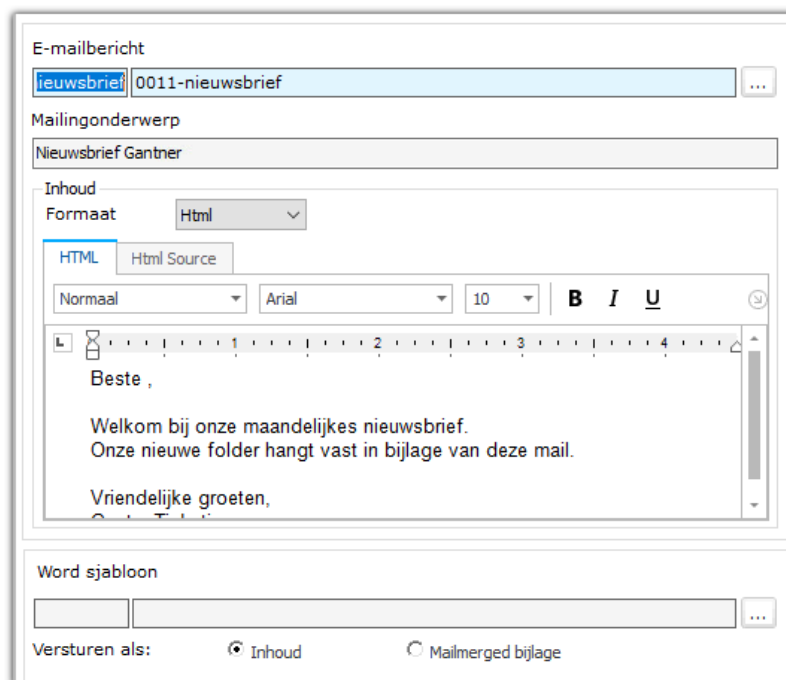 E-mailbericht
ieuwsbrief 0011-nieuwsbrief ...
Mailingonderwerp
Nieuwsbrief Gantner
Inhoud
Formaat Html
HTML Html Source
Normaal Arial 10 B I U
L 1 2 3 4
Beste ,
Welkom bij onze maandelijkes nieuwsbrief.
Onze nieuwe folder hangt vast in bijlage van deze mail.
Vriendelijke groeten,
Word sjabloon
...
Versturen als: Inhoud Mailmerged bijlage